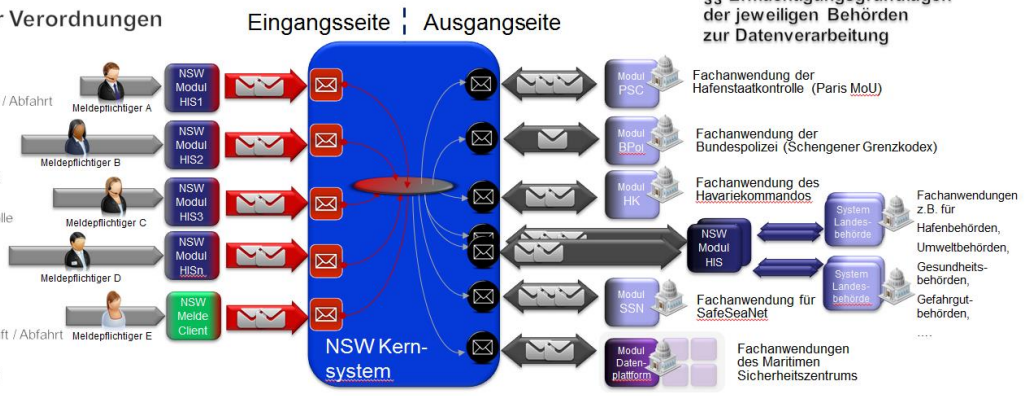 r Verordnungen
Eingangsseite
Ausgangseite
der jeweiligen Behörden
zur Datenverarbeitung
/ Abfahrt
Meldepflichtiger A
NSW
Modul
HIS1
Meldepflichtiger B
NSW
Modul
HIS2
lle
Meldepflichtiger C
NSW
Modul
HIS3
Meldepflichtiger D
NSW
Modul
HISn
ft / Abfahrt
Meldepflichtiger E
NSW
Melde
Client
NSW Kern-
system
Modul
PSC
Fachanwendung der
Hafenstaatkontrolle (Paris MoU)
Modul
BPol
Fachanwendung der
Bundespolizei (Schengener Grenzkodex)
Modul
HK
Fachanwendung des
Havariekommandos
NSW
Modul
HIS
System
Landes-
behörde
System
Landes-
behörde
Fachanwendungen
z.B. für
Hafenbehörden,
Umweltbehörden,
Gesundheits-
behörden,
Gefahrgut-
behörden,
....
Modul
SSN
Fachanwendung für
SafeSeaNet
Modul
Daten-
plattform
Fachanwendungen
des Maritimen
Sicherheitszentrums